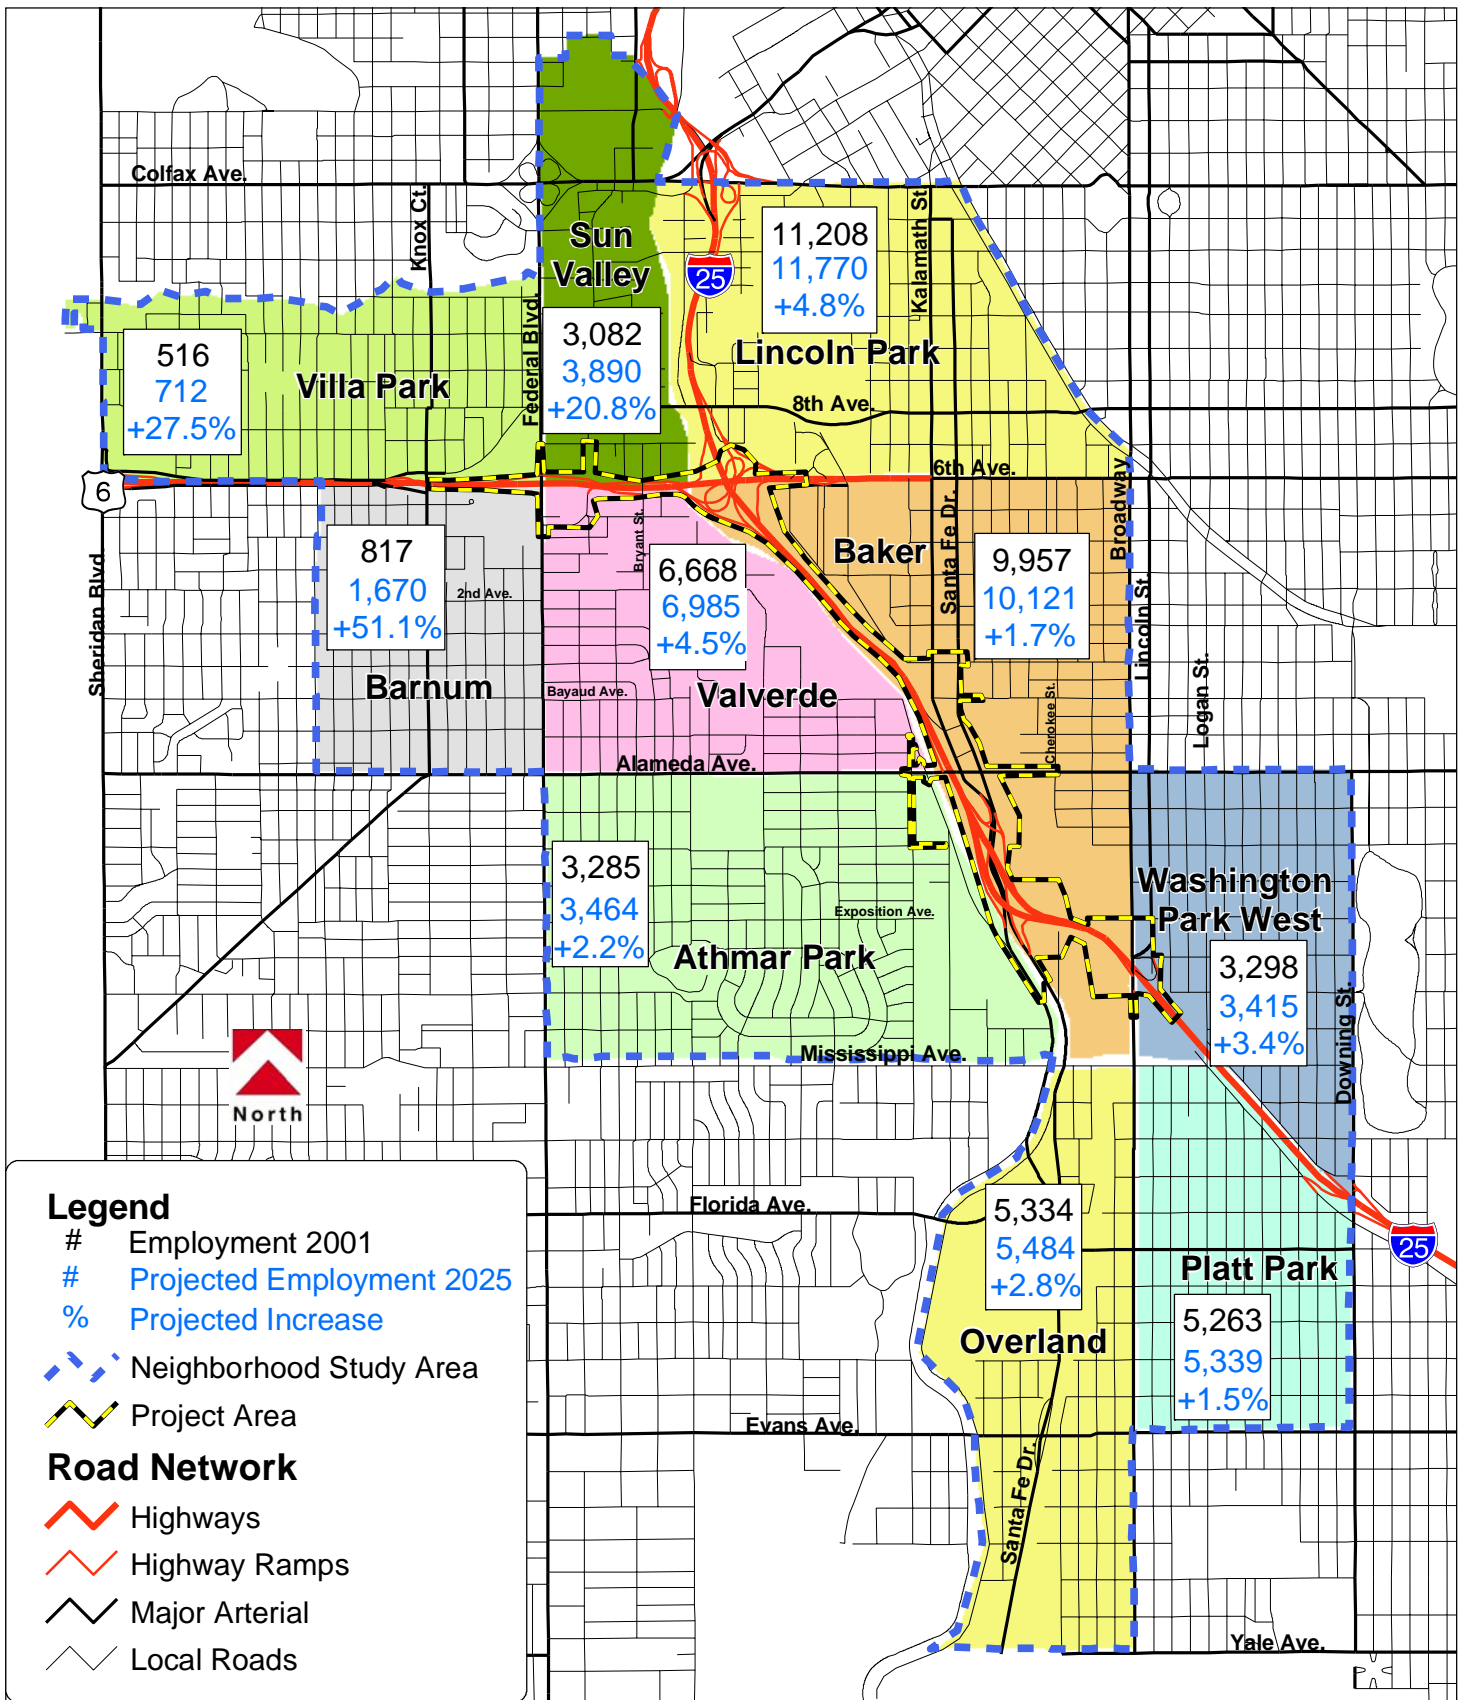 Colfax Ave.
Knox Ct.
Sun
Valley
25
11,208
11,770
+4.8%
Kalamath St.
Lincoln Park
516
712
+27.5%
Villa Park
Federal Blvd.
3,082
3,890
+20.8%
8th Ave.
6th Ave.
6
Sheridan Blvd.
817
1,670
+51.1%
2nd Ave.
Barnum
Bryant St.
6,668
6,985
+4.5%
Bayaud Ave.
Valverde
Baker
Santa Fe Dr.
9,957
10,121
+1.7%
Broadway
Lincoln St.
Cherokee St.
Logan St.
Alameda Ave.
3,285
3,464
+2.2%
Exposition Ave.
Athmar Park
Washington
Park West
3,298
3,415
+3.4%
Downing St.
Mississippi Ave.
North
Florida Ave.
5,334
5,484
+2.8%
Overland
Platt Park
25
5,263
5,339
+1.5%
Evans Ave.
Santa Fe Dr.
Yale Ave.
Legend
# Employment 2001
# Projected Employment 2025
% Projected Increase
Neighborhood Study Area
Project Area
Road Network
Highways
Highway Ramps
Major Arterial
Local Roads